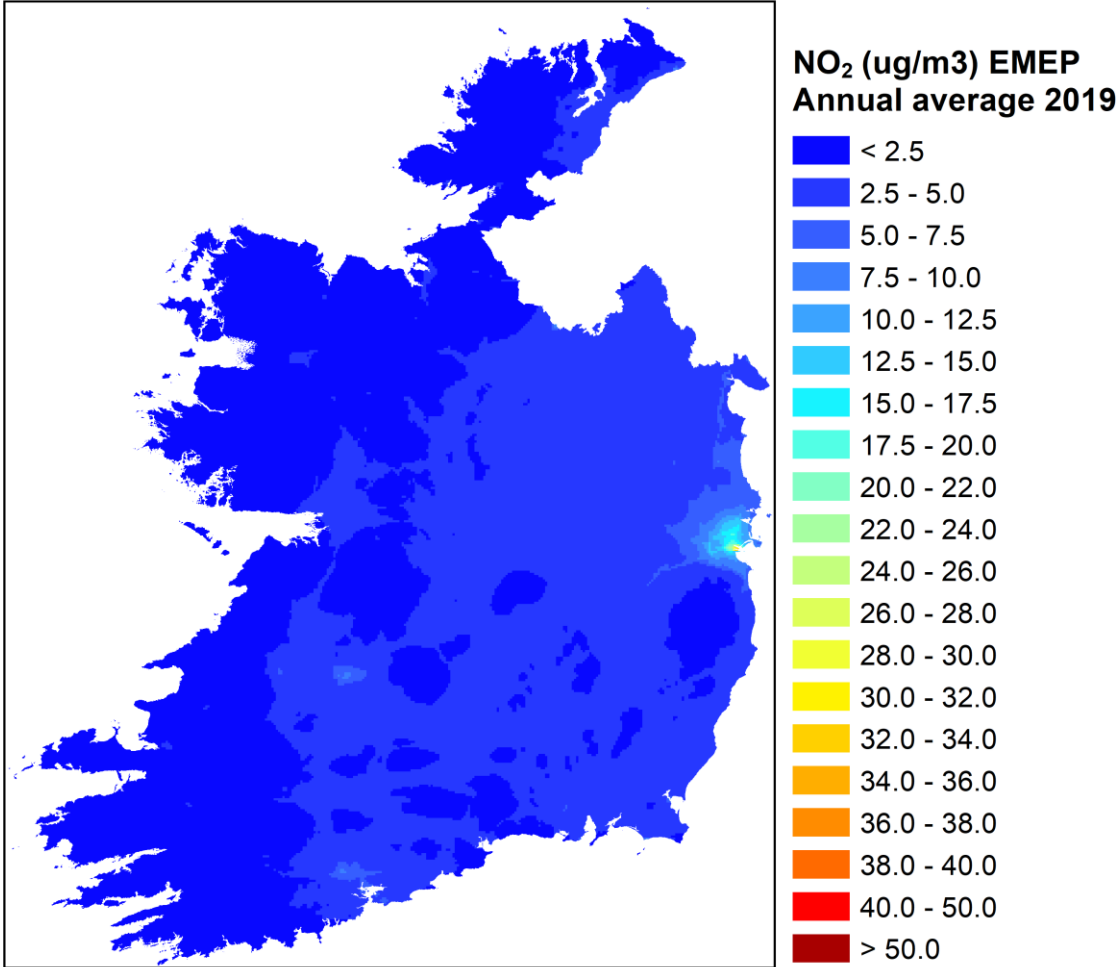 NO₂ (ug/m3) EMEP
Annual average 2019
< 2.5
2.5 - 5.0
5.0 - 7.5
7.5 - 10.0
10.0 - 12.5
12.5 - 15.0
15.0 - 17.5
17.5 - 20.0
20.0 - 22.0
22.0 - 24.0
24.0 - 26.0
26.0 - 28.0
28.0 - 30.0
30.0 - 32.0
32.0 - 34.0
34.0 - 36.0
36.0 - 38.0
38.0 - 40.0
40.0 - 50.0
> 50.0